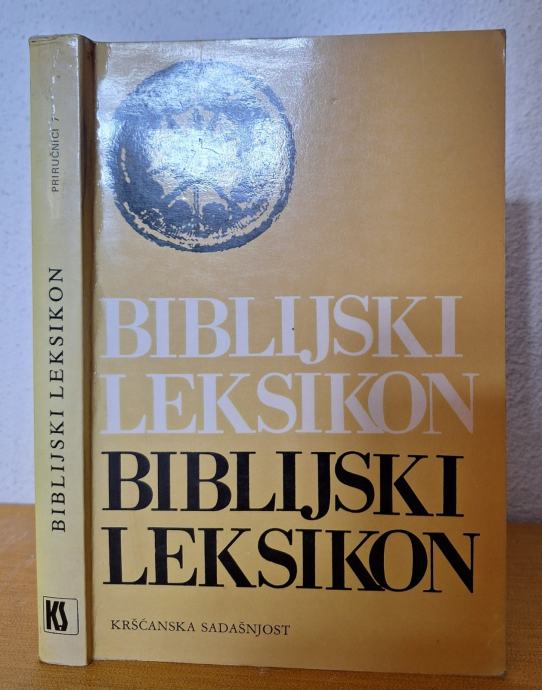 PRIRUČNICI 7
BIBLIJSKI LEKSIKON
KS
BIBLIJSKI
LEKSIKON
BIBLIJSKI
LEKSIKON
KRŠĆANSKA SADAŠNJOST